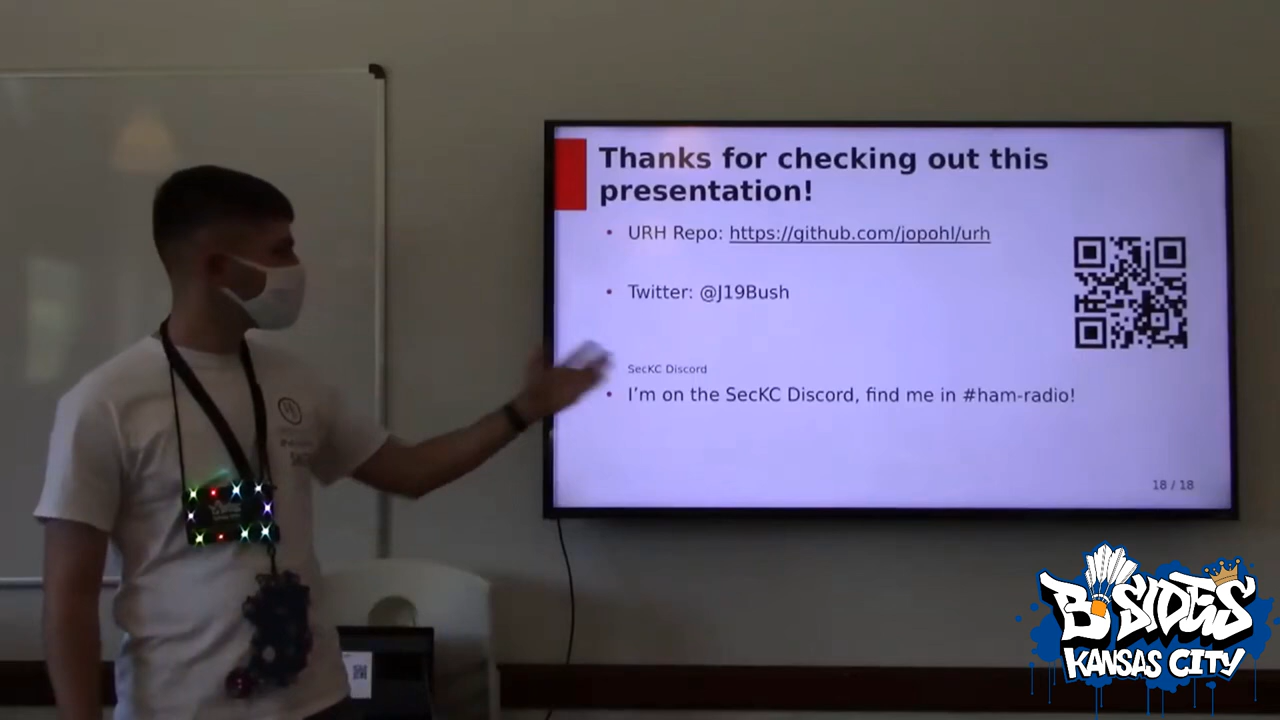 Thanks for checking out this
presentation!
• URH Repo: https://github.com/jopohl/urh
• Twitter: @J19Bush
SecKC Discord
• I’m on the SecKC Discord, find me in #ham-radio!
18 / 18
B SIDES
KANSAS CITY